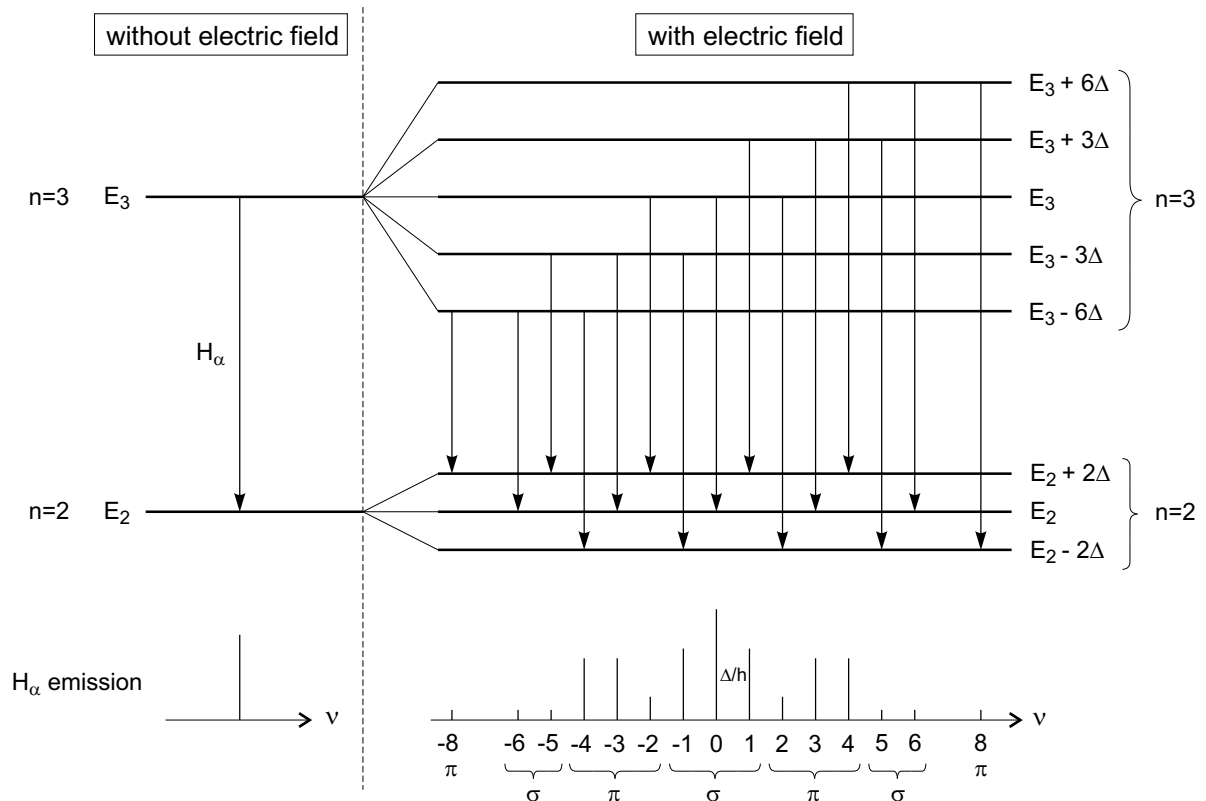 without electric field
with electric field
E₃ + 6Δ
E₃ + 3Δ
n=3 E₃
E₃
n=3
E₃ - 3Δ
E₃ - 6Δ
Hα
E₂ + 2Δ
n=2 E₂
E₂
n=2
E₂ - 2Δ
Hα emission
Δ/h
ν
ν
-8 -6 -5 -4 -3 -2 -1 0 1 2 3 4 5 6 8
π σ π σ π σ π